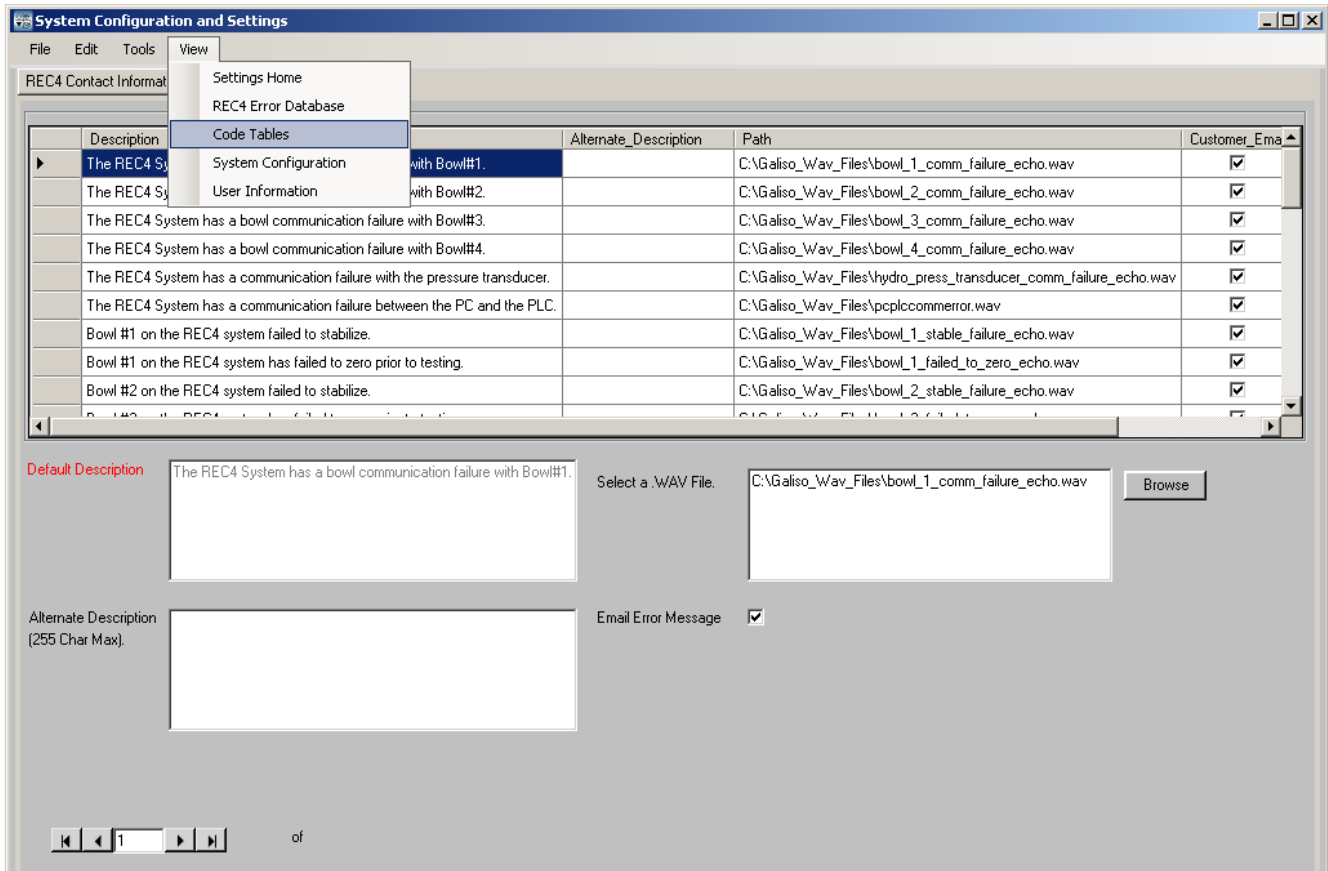 System Configuration and Settings
File Edit Tools View
REC4 Contact Informat
Settings Home
REC4 Error Database
Code Tables
System Configuration
User Information
Description Alternate_Description Path Customer_Ema
The REC4 Sy with Bowl#1. C:\Galiso_Wav_Files\bowl_1_comm_failure_echo.wav
The REC4 Sy with Bowl#2. C:\Galiso_Wav_Files\bowl_2_comm_failure_echo.wav
The REC4 System has a bowl communication failure with Bowl#3. C:\Galiso_Wav_Files\bowl_3_comm_failure_echo.wav
The REC4 System has a bowl communication failure with Bowl#4. C:\Galiso_Wav_Files\bowl_4_comm_failure_echo.wav
The REC4 System has a communication failure with the pressure transducer. C:\Galiso_Wav_Files\hydro_press_transducer_comm_failure_echo.wav
The REC4 System has a communication failure between the PC and the PLC. C:\Galiso_Wav_Files\pcplccommerror.wav
Bowl #1 on the REC4 system failed to stabilize. C:\Galiso_Wav_Files\bowl_1_stable_failure_echo.wav
Bowl #1 on the REC4 system has failed to zero prior to testing. C:\Galiso_Wav_Files\bowl_1_failed_to_zero_echo.wav
Bowl #2 on the REC4 system failed to stabilize. C:\Galiso_Wav_Files\bowl_2_stable_failure_echo.wav
Default Description The REC4 System has a bowl communication failure with Bowl#1. Select a .WAV File. C:\Galiso_Wav_Files\bowl_1_comm_failure_echo.wav Browse
Alternate Description Email Error Message
(255 Char Max).
1 of